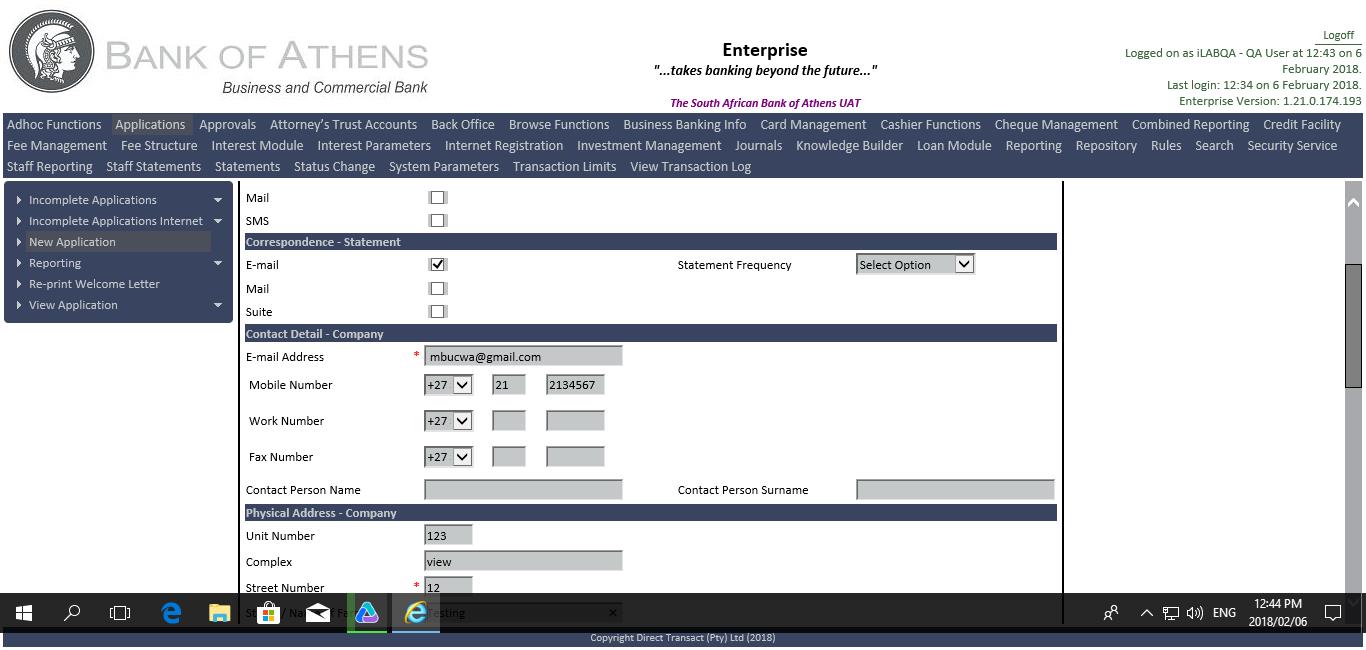 BANK OF ATHENS
Business and Commercial Bank
Enterprise
"...takes banking beyond the future..."
The South African Bank of Athens UAT
Logoff
Logged on as iLABQA - QA User at 12:43 on 6
February 2018.
Last login: 12:34 on 6 February 2018.
Enterprise Version: 1.21.0.174.193
Adhoc Functions Applications Approvals Attorney's Trust Accounts Back Office Browse Functions Business Banking Info Card Management Cashier Functions Cheque Management Combined Reporting Credit Facility
Fee Management Fee Structure Interest Module Interest Parameters Internet Registration Investment Management Journals Knowledge Builder Loan Module Reporting Repository Rules Search Security Service
Staff Reporting Staff Statements Statements Status Change System Parameters Transaction Limits View Transaction Log
Incomplete Applications
Incomplete Applications Internet
New Application
Reporting
Re-print Welcome Letter
View Application
Mail
SMS
Correspondence - Statement
E-mail Statement Frequency Select Option
Mail
Suite
Contact Detail - Company
E-mail Address * mbucwa@gmail.com
Mobile Number +27 21 2134567
Work Number +27
Fax Number +27
Contact Person Name Contact Person Surname
Physical Address - Company
Unit Number 123
Complex view
Street Number * 12
Testing
ENG
12:44 PM
2018/02/06
Copyright Direct Transact (Pty) Ltd (2018)